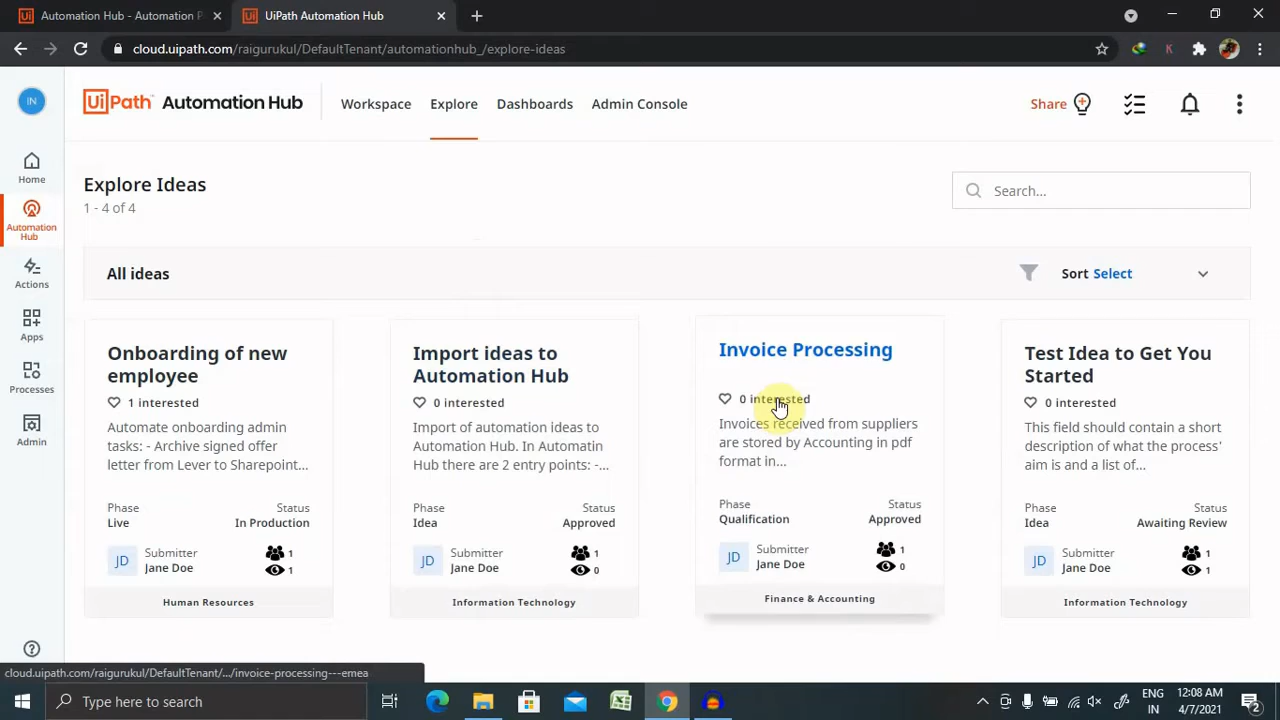 Automation Hub - Automation P
UiPath Automation Hub
cloud.uipath.com/raigurukul/DefaultTenant/automationhub_/explore-ideas
K
IN
UiPath Automation Hub
Workspace
Explore
Dashboards
Admin Console
Share
Home
Automation
Hub
Actions
Apps
Processes
Admin
Explore Ideas
1 - 4 of 4
Search...
All ideas
Sort Select
Onboarding of new
employee
1 interested
Automate onboarding admin
tasks: - Archive signed offer
letter from Lever to Sharepoint...
Phase
Status
Live
In Production
JD
Submitter
Jane Doe
1
1
Human Resources
Import ideas to
Automation Hub
0 interested
Import of automation ideas to
Automation Hub. In Automatin
Hub there are 2 entry points: -...
Phase
Status
Idea
Approved
JD
Submitter
Jane Doe
1
0
Information Technology
Invoice Processing
0 interested
Invoices received from suppliers
are stored by Accounting in pdf
format in...
Phase
Status
Qualification
Approved
JD
Submitter
Jane Doe
1
0
Finance & Accounting
Test Idea to Get You
Started
0 interested
This field should contain a short
description of what the process'
aim is and a list of...
Phase
Status
Idea
Awaiting Review
JD
Submitter
Jane Doe
1
1
Information Technology
cloud.uipath.com/raigurukul/DefaultTenant/.../invoice-processing---emea
Type here to search
ENG
IN
12:08 AM
4/7/2021
2